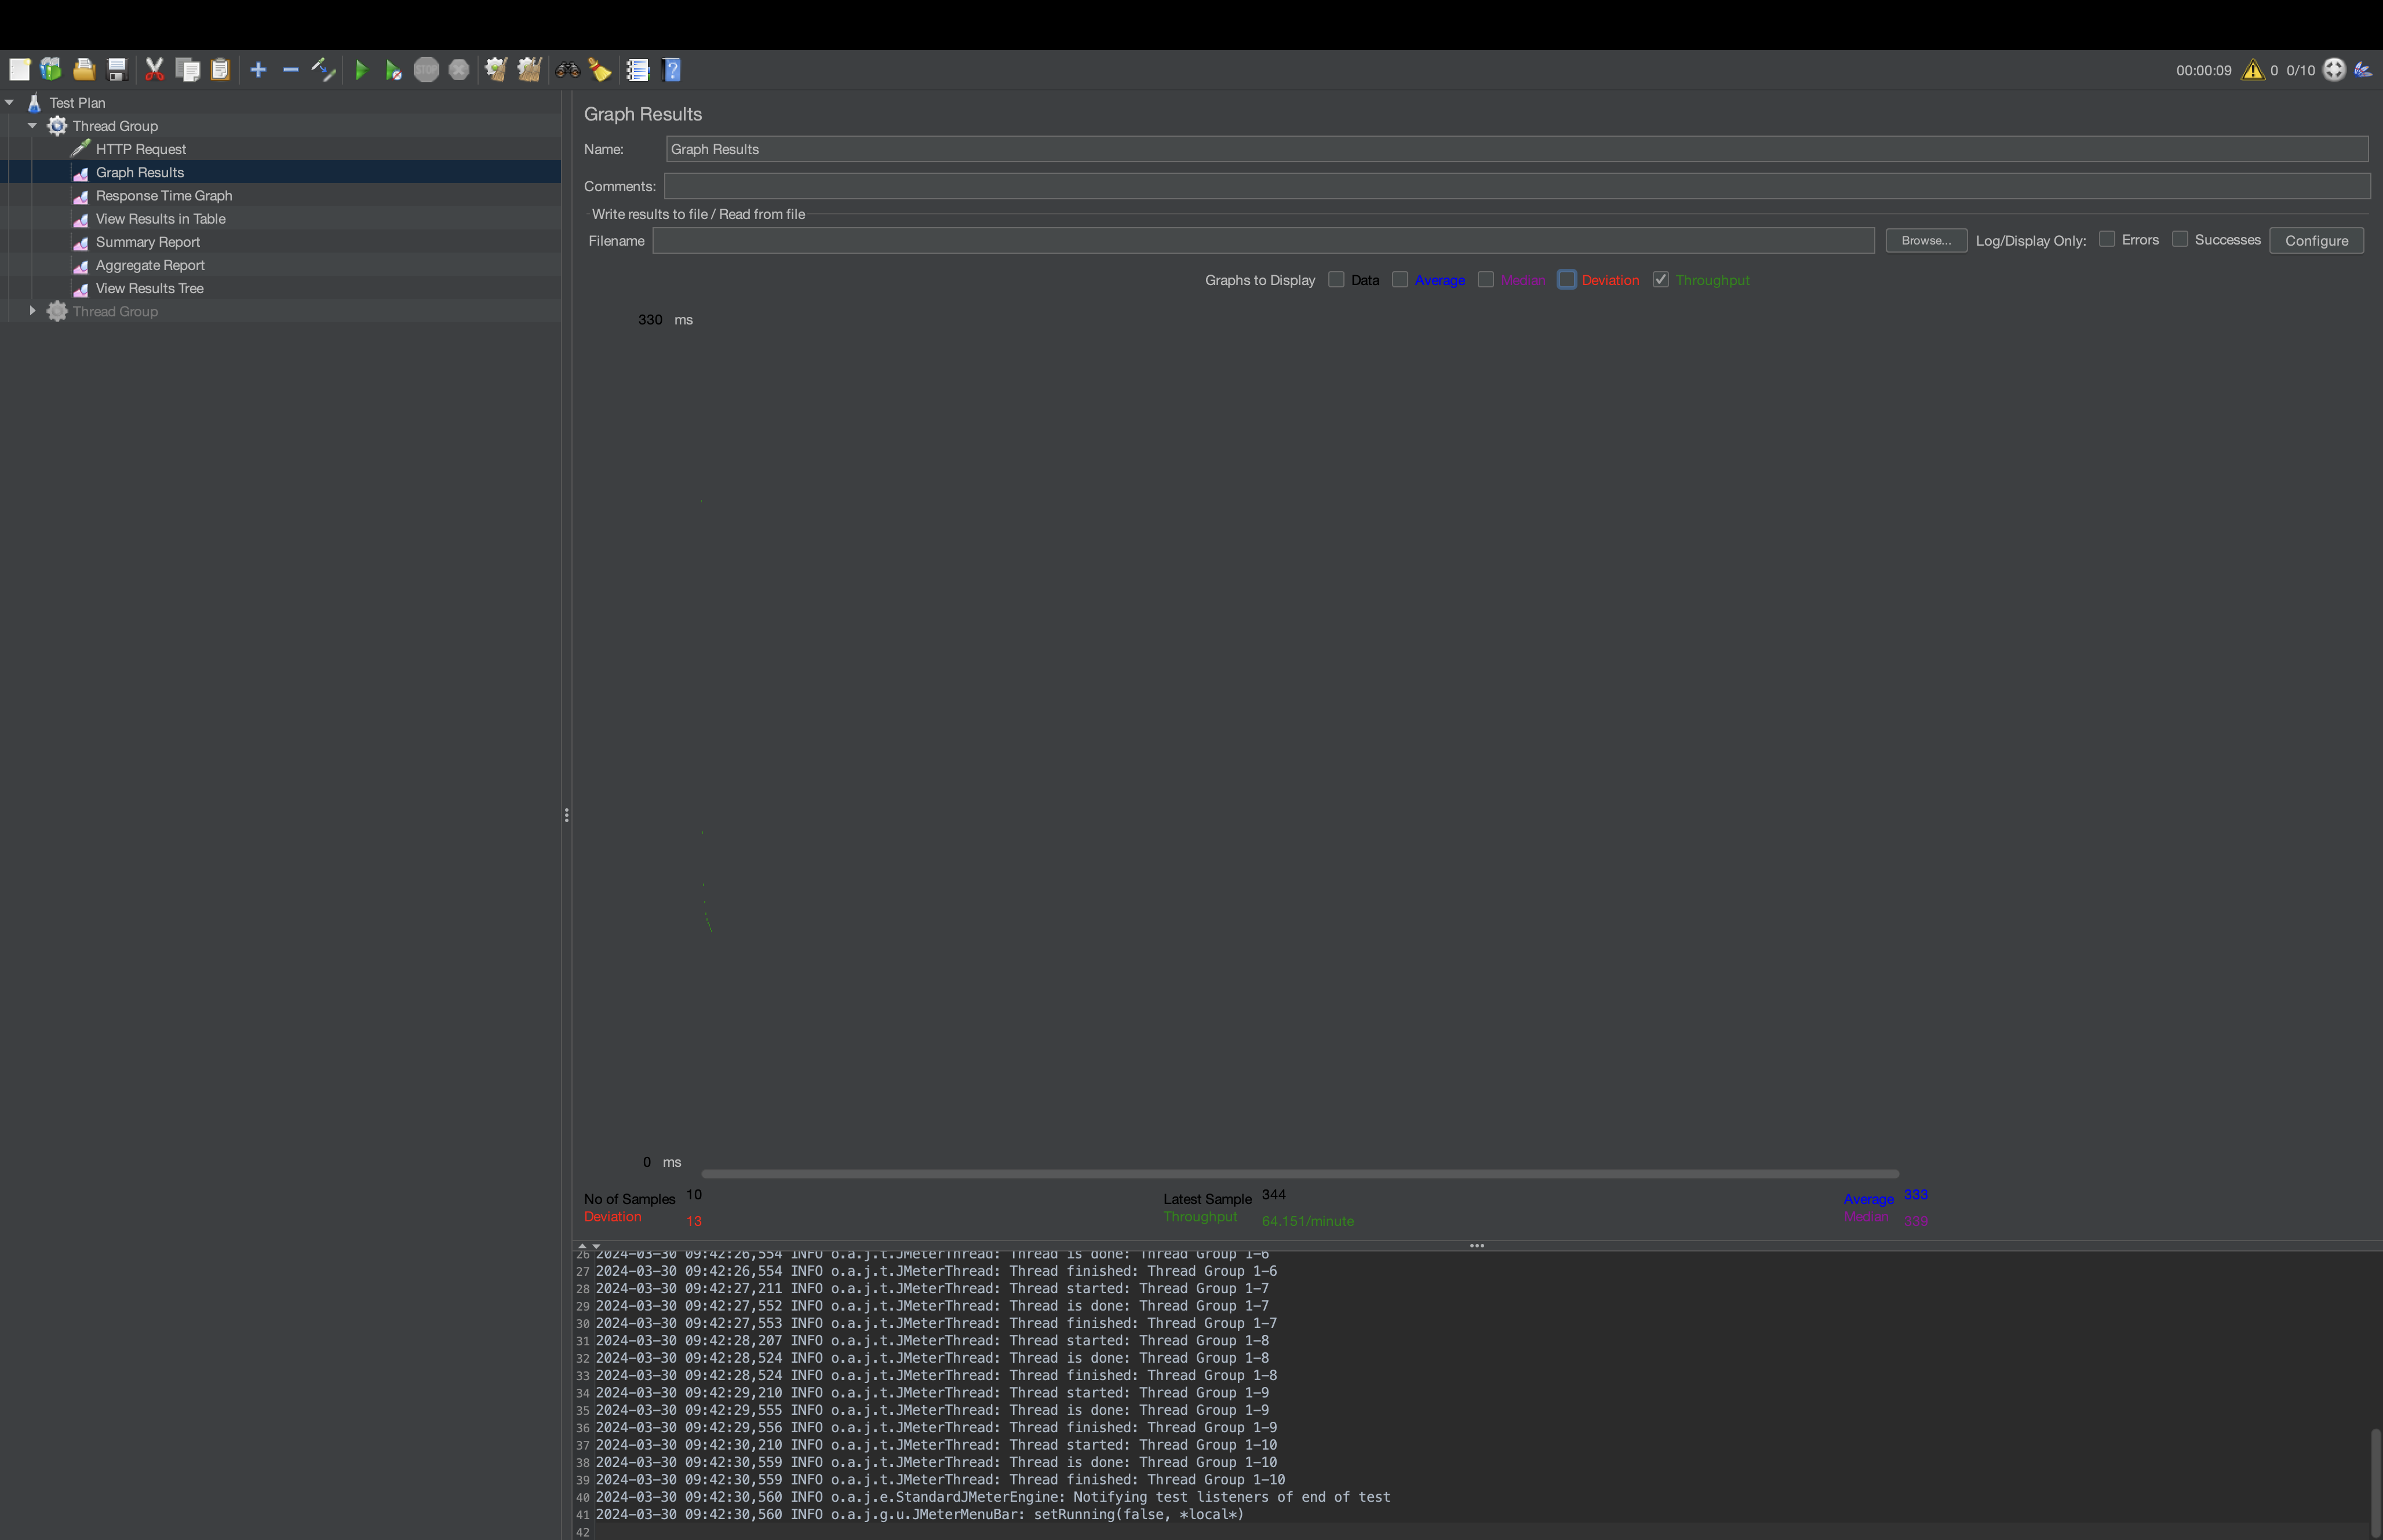 STOP
?
00:00:09 0 0/10
Test Plan
Thread Group
HTTP Request
Graph Results
Response Time Graph
View Results in Table
Summary Report
Aggregate Report
View Results Tree
Thread Group
Graph Results
Name: Graph Results
Comments:
Write results to file / Read from file
Filename Browse... Log/Display Only: Errors Successes Configure
Graphs to Display Data Average Median Deviation Throughput
330 ms
0 ms
No of Samples 10 Latest Sample 344 Average 333
Deviation 13 Throughput 64.151/minute Median 339
26 2024-03-30 09:42:26,554 INFO o.a.j.t.JMeterThread: Thread is done: Thread Group 1-6
27 2024-03-30 09:42:26,554 INFO o.a.j.t.JMeterThread: Thread finished: Thread Group 1-6
28 2024-03-30 09:42:27,211 INFO o.a.j.t.JMeterThread: Thread started: Thread Group 1-7
29 2024-03-30 09:42:27,552 INFO o.a.j.t.JMeterThread: Thread is done: Thread Group 1-7
30 2024-03-30 09:42:27,553 INFO o.a.j.t.JMeterThread: Thread finished: Thread Group 1-7
31 2024-03-30 09:42:28,207 INFO o.a.j.t.JMeterThread: Thread started: Thread Group 1-8
32 2024-03-30 09:42:28,524 INFO o.a.j.t.JMeterThread: Thread is done: Thread Group 1-8
33 2024-03-30 09:42:28,524 INFO o.a.j.t.JMeterThread: Thread finished: Thread Group 1-8
34 2024-03-30 09:42:29,210 INFO o.a.j.t.JMeterThread: Thread started: Thread Group 1-9
35 2024-03-30 09:42:29,555 INFO o.a.j.t.JMeterThread: Thread is done: Thread Group 1-9
36 2024-03-30 09:42:29,556 INFO o.a.j.t.JMeterThread: Thread finished: Thread Group 1-9
37 2024-03-30 09:42:30,210 INFO o.a.j.t.JMeterThread: Thread started: Thread Group 1-10
38 2024-03-30 09:42:30,559 INFO o.a.j.t.JMeterThread: Thread is done: Thread Group 1-10
39 2024-03-30 09:42:30,559 INFO o.a.j.t.JMeterThread: Thread finished: Thread Group 1-10
40 2024-03-30 09:42:30,560 INFO o.a.j.e.StandardJMeterEngine: Notifying test listeners of end of test
41 2024-03-30 09:42:30,560 INFO o.a.j.g.u.JMeterMenuBar: setRunning(false, *local*)
42